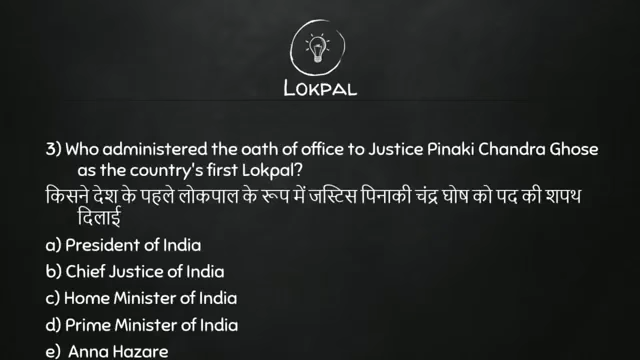 LOKPAL
3) Who administered the oath of office to Justice Pinaki Chandra Ghose
as the country's first Lokpal?
किसने देश के पहले लोकपाल के रूप में जस्टिस पिनाकी चंद्र घोष को पद की शपथ
दिलाई
a) President of India
b) Chief Justice of India
c) Home Minister of India
d) Prime Minister of India
e) Anna Hazare